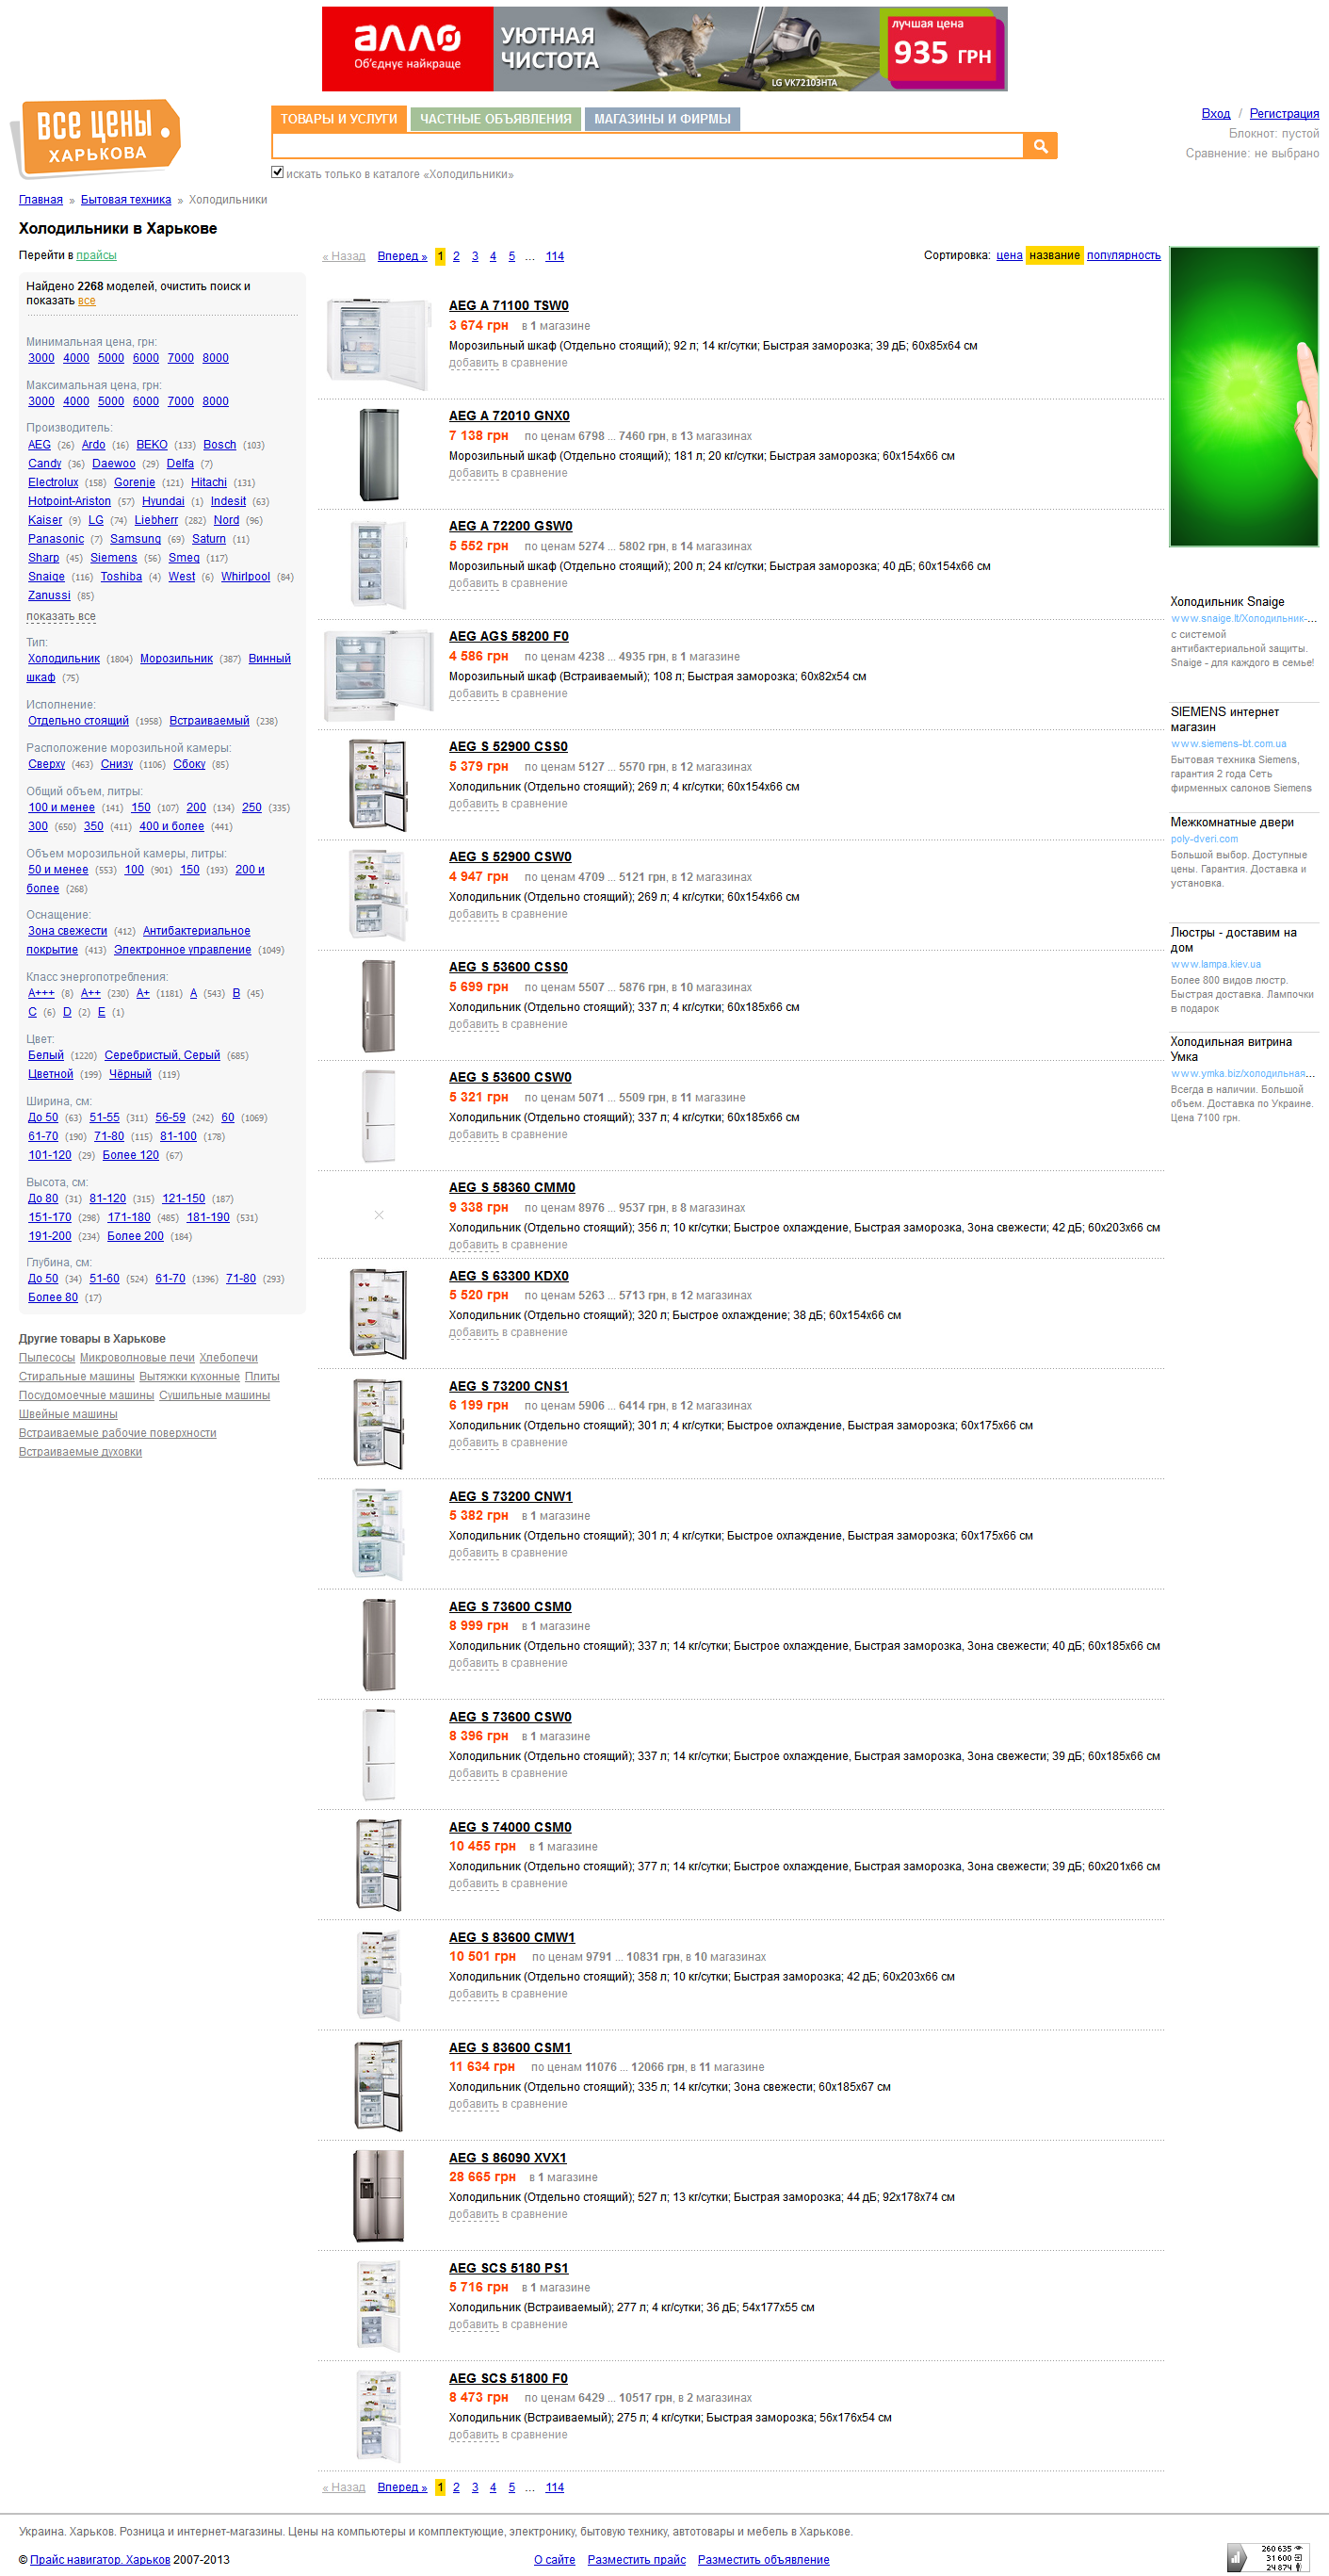 алло
Об'єднує найкраще
УЮТНАЯ
ЧИСТОТА
LG VK72103HTA
лучшая цена
935 ГРН
ВСЕ ЦЕНЫ
ХАРЬКОВА
ТОВАРЫ И УСЛУГИ ЧАСТНЫЕ ОБЪЯВЛЕНИЯ МАГАЗИНЫ И ФИРМЫ
искать только в каталоге «Холодильники»
Вход / Регистрация
Блокнот: пустой
Сравнение: не выбрано
Главная » Бытовая техника » Холодильники
Холодильники в Харькове
Перейти в прайсы
Найдено 2268 моделей, очистить поиск и
показать все
Минимальная цена, грн:
3000 4000 5000 6000 7000 8000
Максимальная цена, грн:
3000 4000 5000 6000 7000 8000
Производитель:
AEG (26) Ardo (16) BEKO (133) Bosch (103)
Candy (36) Daewoo (29) Delfa (7)
Electrolux (158) Gorenje (121) Hitachi (131)
Hotpoint-Ariston (57) Hyundai (1) Indesit (63)
Kaiser (9) LG (74) Liebherr (282) Nord (96)
Panasonic (7) Samsung (69) Saturn (11)
Sharp (45) Siemens (56) Smeg (117)
Snaige (116) Toshiba (4) West (6) Whirlpool (84)
Zanussi (85)
показать все
Тип:
Холодильник (1804) Морозильник (387) Винный
шкаф (75)
Исполнение:
Отдельно стоящий (1958) Встраиваемый (238)
Расположение морозильной камеры:
Сверху (463) Снизу (1106) Сбоку (85)
Общий объем, литры:
100 и менее (141) 150 (107) 200 (134) 250 (335)
300 (650) 350 (411) 400 и более (441)
Объем морозильной камеры, литры:
50 и менее (553) 100 (901) 150 (193) 200 и
более (268)
Оснащение:
Зона свежести (412) Антибактериальное
покрытие (413) Электронное управление (1049)
Класс энергопотребления:
A+++ (8) A++ (230) A+ (1181) A (543) B (45)
C (6) D (2) E (1)
Цвет:
Белый (1220) Серебристый, Серый (685)
Цветной (199) Чёрный (119)
Ширина, см:
До 50 (63) 51-55 (311) 56-59 (242) 60 (1069)
61-70 (190) 71-80 (115) 81-100 (178)
101-120 (29) Более 120 (67)
Высота, см:
До 80 (31) 81-120 (315) 121-150 (187)
151-170 (298) 171-180 (485) 181-190 (531)
191-200 (234) Более 200 (184)
Глубина, см:
До 50 (34) 51-60 (524) 61-70 (1396) 71-80 (293)
Более 80 (17)
Другие товары в Харькове
Пылесосы Микроволновые печи Хлебопечи
Стиральные машины Вытяжки кухонные Плиты
Посудомоечные машины Сушильные машины
Швейные машины
Встраиваемые рабочие поверхности
Встраиваемые духовки
« Назад Вперед » 1 2 3 4 5 ... 114
Сортировка: цена название популярность
AEG A 71100 TSW0
3 674 грн в 1 магазине
Морозильный шкаф (Отдельно стоящий); 92 л; 14 кг/сутки; Быстрая заморозка; 39 дБ; 60x85x64 см
добавить в сравнение
AEG A 72010 GNX0
7 138 грн по ценам 6798 ... 7460 грн, в 13 магазинах
Морозильный шкаф (Отдельно стоящий); 181 л; 20 кг/сутки; Быстрая заморозка; 60x154x66 см
добавить в сравнение
AEG A 72200 GSW0
5 552 грн по ценам 5274 ... 5802 грн, в 14 магазинах
Морозильный шкаф (Отдельно стоящий); 200 л; 24 кг/сутки; Быстрая заморозка; 40 дБ; 60x154x66 см
добавить в сравнение
AEG AGS 58200 F0
4 586 грн по ценам 4238 ... 4935 грн, в 1 магазине
Морозильный шкаф (Встраиваемый); 108 л; Быстрая заморозка; 60x82x54 см
добавить в сравнение
AEG S 52900 CSS0
5 379 грн по ценам 5127 ... 5570 грн, в 12 магазинах
Холодильник (Отдельно стоящий); 269 л; 4 кг/сутки; 60x154x66 см
добавить в сравнение
AEG S 52900 CSW0
4 947 грн по ценам 4709 ... 5121 грн, в 12 магазинах
Холодильник (Отдельно стоящий); 269 л; 4 кг/сутки; 60x154x66 см
добавить в сравнение
AEG S 53600 CSS0
5 699 грн по ценам 5507 ... 5876 грн, в 10 магазинах
Холодильник (Отдельно стоящий); 337 л; 4 кг/сутки; 60x185x66 см
добавить в сравнение
AEG S 53600 CSW0
5 321 грн по ценам 5071 ... 5509 грн, в 11 магазине
Холодильник (Отдельно стоящий); 337 л; 4 кг/сутки; 60x185x66 см
добавить в сравнение
AEG S 58360 CMM0
9 338 грн по ценам 8976 ... 9537 грн, в 8 магазинах
Холодильник (Отдельно стоящий); 356 л; 10 кг/сутки; Быстрое охлаждение, Быстрая заморозка, Зона свежести; 42 дБ; 60x203x66 см
добавить в сравнение
AEG S 63300 KDX0
5 520 грн по ценам 5263 ... 5713 грн, в 12 магазинах
Холодильник (Отдельно стоящий); 320 л; Быстрое охлаждение; 38 дБ; 60x154x66 см
добавить в сравнение
AEG S 73200 CNS1
6 199 грн по ценам 5906 ... 6414 грн, в 12 магазинах
Холодильник (Отдельно стоящий); 301 л; 4 кг/сутки; Быстрое охлаждение, Быстрая заморозка; 60x175x66 см
добавить в сравнение
AEG S 73200 CNW1
5 382 грн в 1 магазине
Холодильник (Отдельно стоящий); 301 л; 4 кг/сутки; Быстрое охлаждение, Быстрая заморозка; 60x175x66 см
добавить в сравнение
AEG S 73600 CSM0
8 999 грн в 1 магазине
Холодильник (Отдельно стоящий); 337 л; 14 кг/сутки; Быстрое охлаждение, Быстрая заморозка, Зона свежести; 40 дБ; 60x185x66 см
добавить в сравнение
AEG S 73600 CSW0
8 396 грн в 1 магазине
Холодильник (Отдельно стоящий); 337 л; 14 кг/сутки; Быстрое охлаждение, Быстрая заморозка, Зона свежести; 39 дБ; 60x185x66 см
добавить в сравнение
AEG S 74000 CSM0
10 455 грн в 1 магазине
Холодильник (Отдельно стоящий); 377 л; 14 кг/сутки; Быстрое охлаждение, Быстрая заморозка, Зона свежести; 39 дБ; 60x201x66 см
добавить в сравнение
AEG S 83600 CMW1
10 501 грн по ценам 9791 ... 10831 грн, в 10 магазинах
Холодильник (Отдельно стоящий); 358 л; 10 кг/сутки; Быстрая заморозка; 42 дБ; 60x203x66 см
добавить в сравнение
AEG S 83600 CSM1
11 634 грн по ценам 11076 ... 12066 грн, в 11 магазине
Холодильник (Отдельно стоящий); 335 л; 14 кг/сутки; Зона свежести; 60x185x67 см
добавить в сравнение
AEG S 86090 XVX1
28 665 грн в 1 магазине
Холодильник (Отдельно стоящий); 527 л; 13 кг/сутки; Быстрая заморозка; 44 дБ; 92x178x74 см
добавить в сравнение
AEG SCS 5180 PS1
5 716 грн в 1 магазине
Холодильник (Встраиваемый); 277 л; 4 кг/сутки; 36 дБ; 54x177x55 см
добавить в сравнение
AEG SCS 51800 F0
8 473 грн по ценам 6429 ... 10517 грн, в 2 магазинах
Холодильник (Встраиваемый); 275 л; 4 кг/сутки; Быстрая заморозка; 56x176x54 см
добавить в сравнение
« Назад Вперед » 1 2 3 4 5 ... 114
Холодильник Snaige
www.snaige.lt/Холодильник-...
с системой
антибактериальной защиты.
Snaige - для каждого в семье!
SIEMENS интернет
магазин
www.siemens-bt.com.ua
Бытовая техника Siemens,
гарантия 2 года Сеть
фирменных салонов Siemens
Межкомнатные двери
poly-dveri.com
Большой выбор. Доступные
цены. Гарантия. Доставка и
установка.
Люстры - доставим на
дом
www.lampa.kiev.ua
Более 800 видов люстр.
Быстрая доставка. Лампочки
в подарок
Холодильная витрина
Умка
www.ymka.biz/холодильная...
Всегда в наличии. Большой
объем. Доставка по Украине.
Цена 7100 грн.
Украина. Харьков. Розница и интернет-магазины. Цены на компьютеры и комплектующие, электронику, бытовую технику, автотовары и мебель в Харькове.
© Прайс навигатор. Харьков 2007-2013
О сайте Разместить прайс Разместить объявление
260 635
31 600
24 874